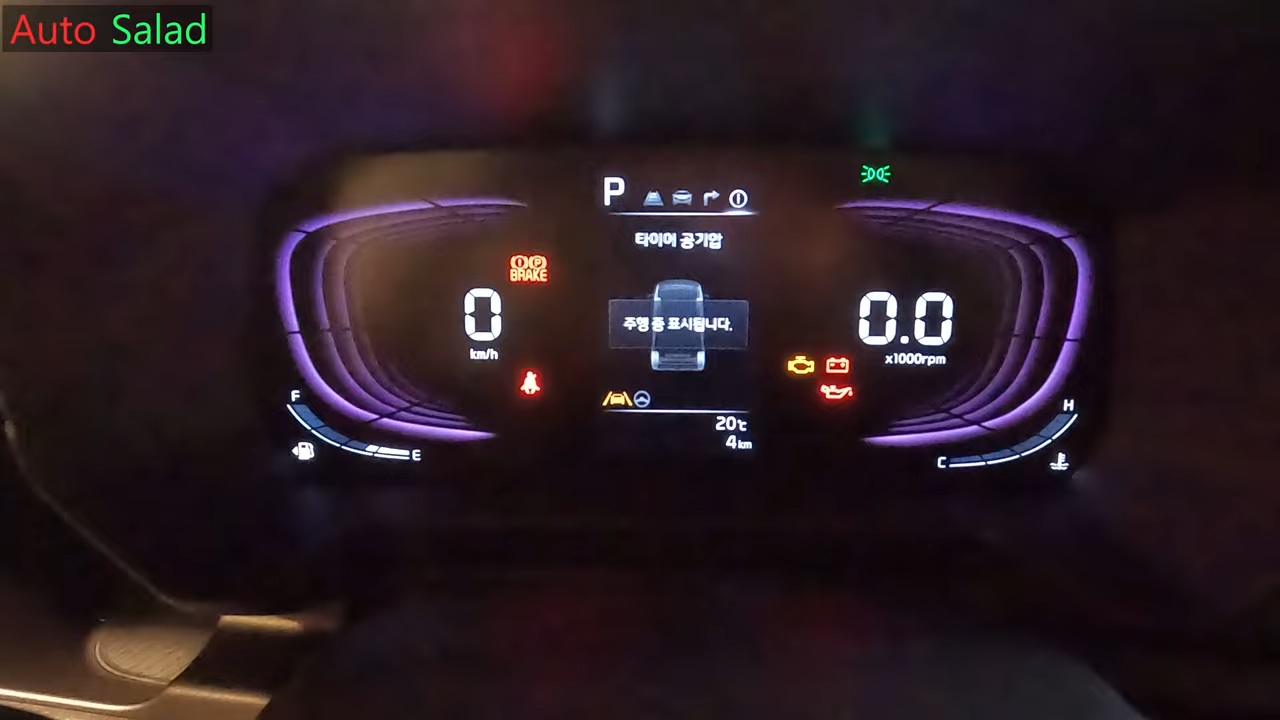 Auto Salad
P
타이어 공기압
BRAKE
P
0
km/h
주행 중 표시됩니다.
0.0
x1000rpm
F
E
20℃
4km
H
C